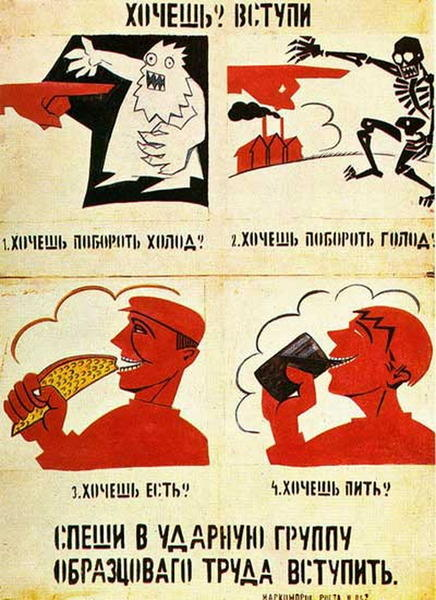 ХОЧЕШЬ? ВСТУПИ
1. ХОЧЕШЬ ПОБОРОТЬ ХОЛОД?
2. ХОЧЕШЬ ПОБОРОТЬ ГОЛОД?
3. ХОЧЕШЬ ЕСТЬ?
4. ХОЧЕШЬ ПИТЬ?
СПЕШИ В УДАРНУЮ ГРУППУ
ОБРАЗЦОВАГО ТРУДА ВСТУПИТЬ.
РОСТА